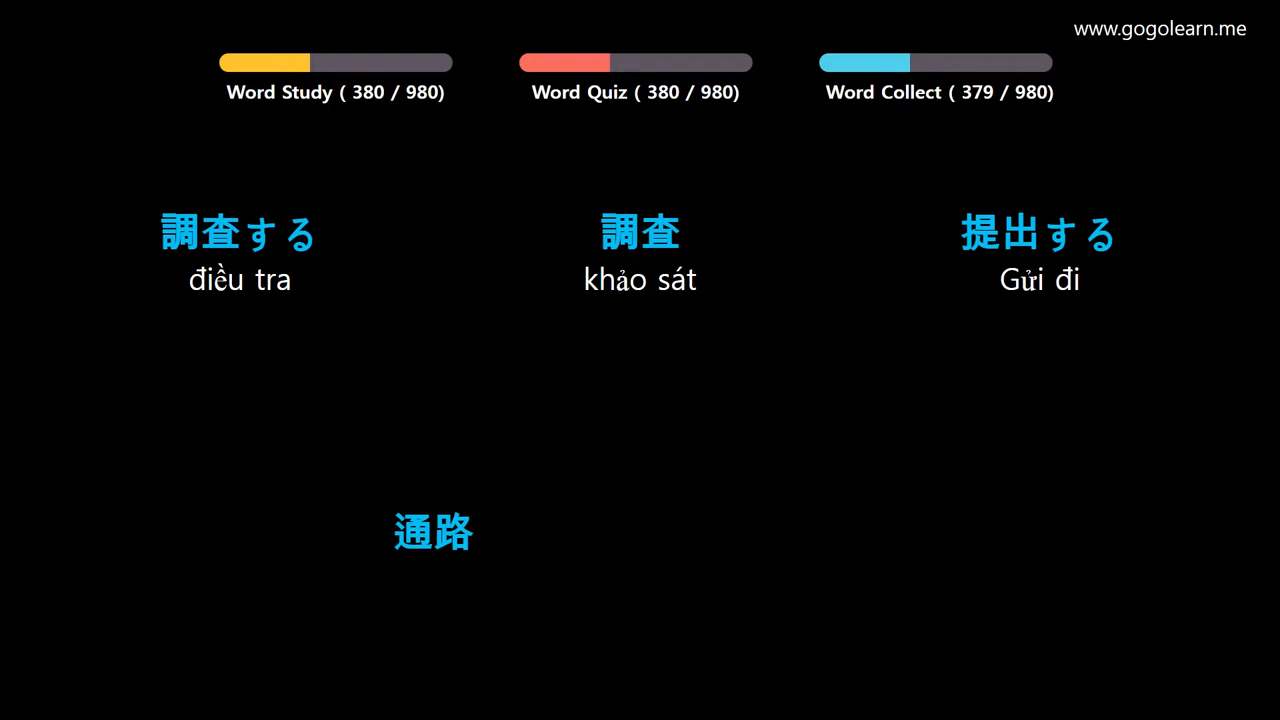 www.gogolearn.me
Word Study ( 380 / 980)
Word Quiz ( 380 / 980)
Word Collect ( 379 / 980)
調査する
điều tra
調査
khảo sát
提出する
Gửi đi
通路